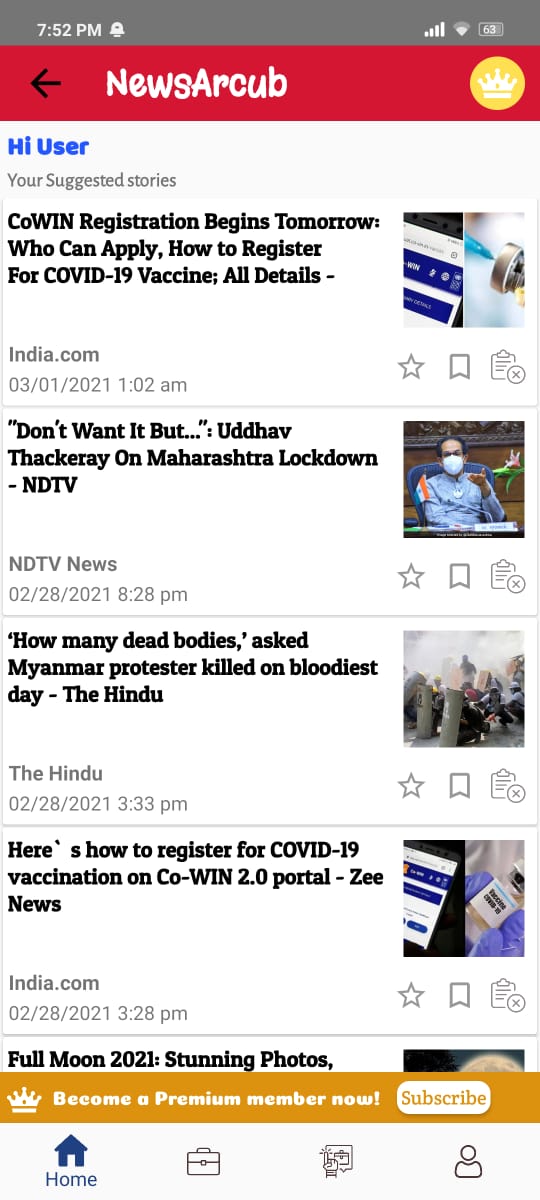 7:52 PM
63
NewsArcub
Hi User
Your Suggested stories
CoWIN Registration Begins Tomorrow:
Who Can Apply, How to Register
For COVID-19 Vaccine; All Details -
India.com
03/01/2021 1:02 am
"Don't Want It But...": Uddhav
Thackeray On Maharashtra Lockdown
- NDTV
NDTV News
02/28/2021 8:28 pm
‘How many dead bodies,’ asked
Myanmar protester killed on bloodiest
day - The Hindu
The Hindu
02/28/2021 3:33 pm
Here` s how to register for COVID-19
vaccination on Co-WIN 2.0 portal - Zee
News
India.com
02/28/2021 3:28 pm
Full Moon 2021: Stunning Photos,
Become a Premium member now!
Subscribe
Home